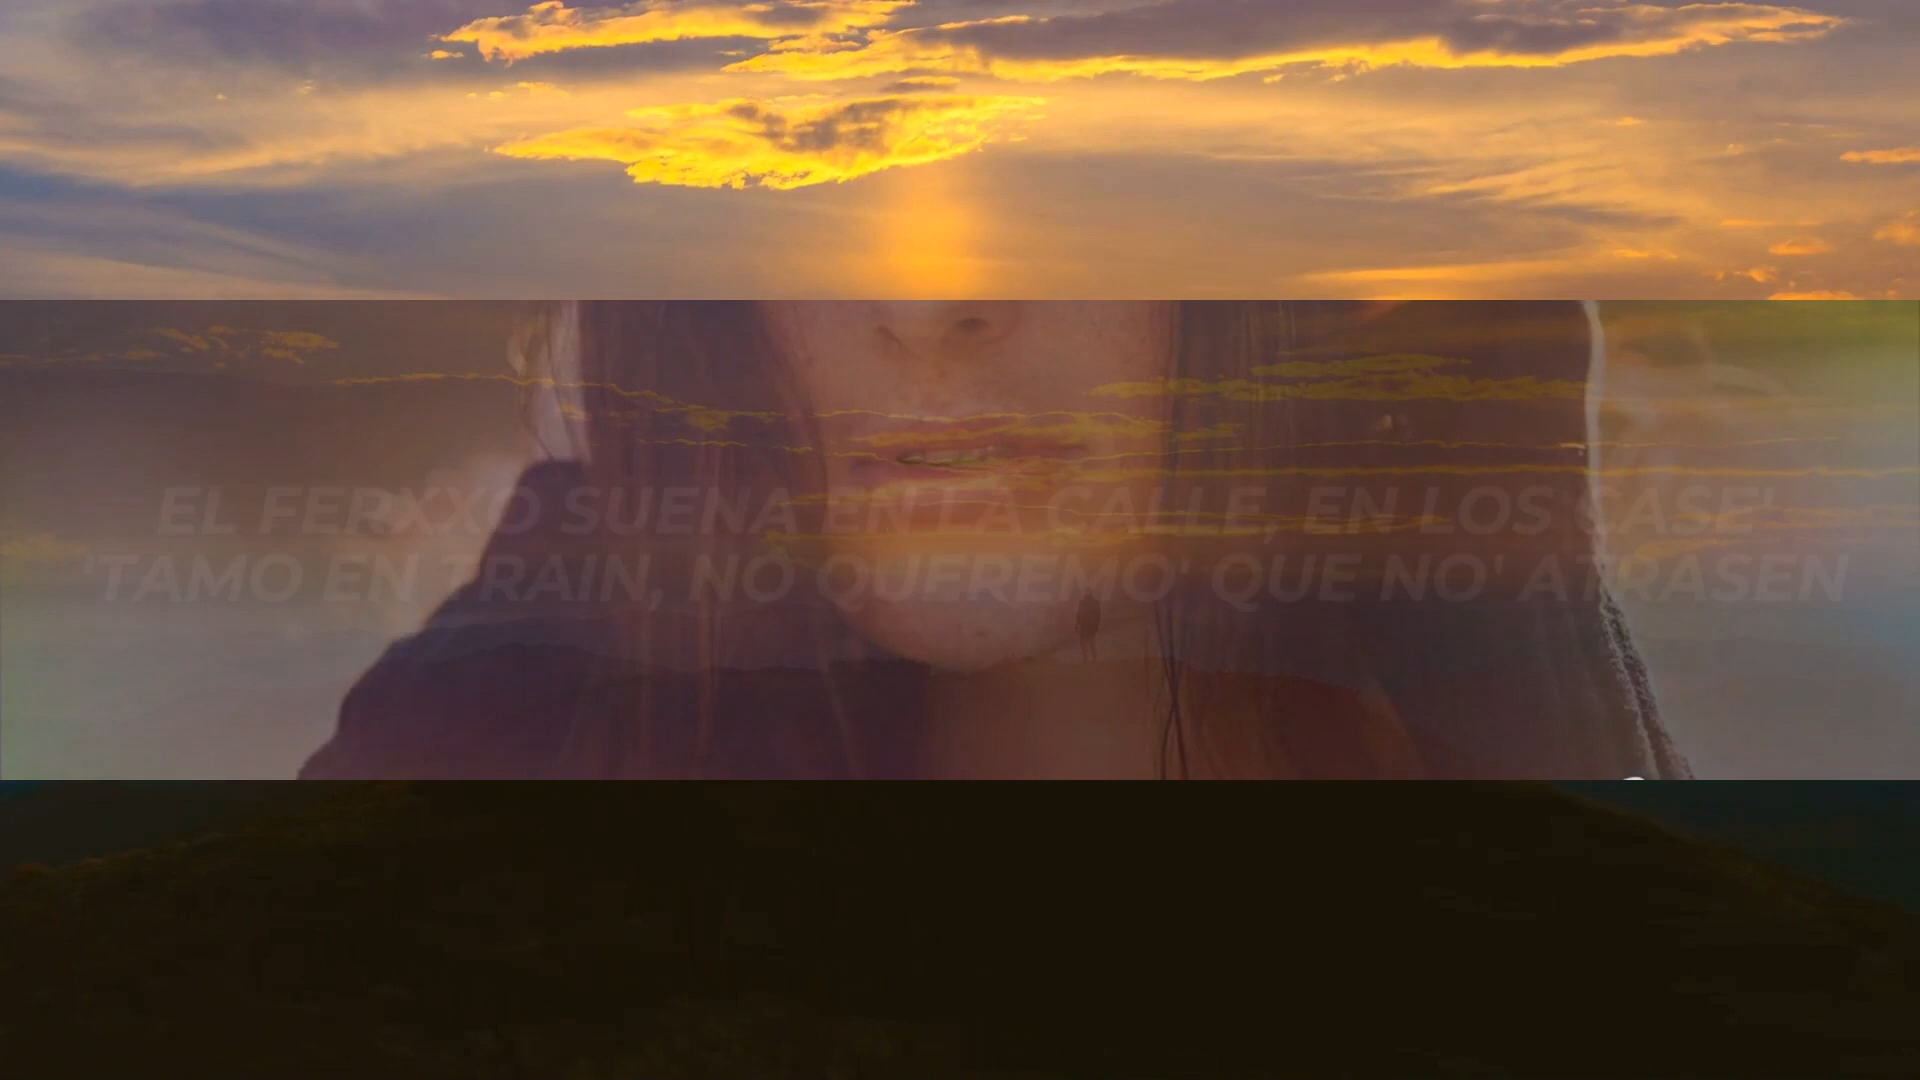 EL FERXXO SUENA EN LA CALLE, EN LOS CASE'
'TAMO EN TRAIN, NO QUEREMO' QUE NO' ATRASEN